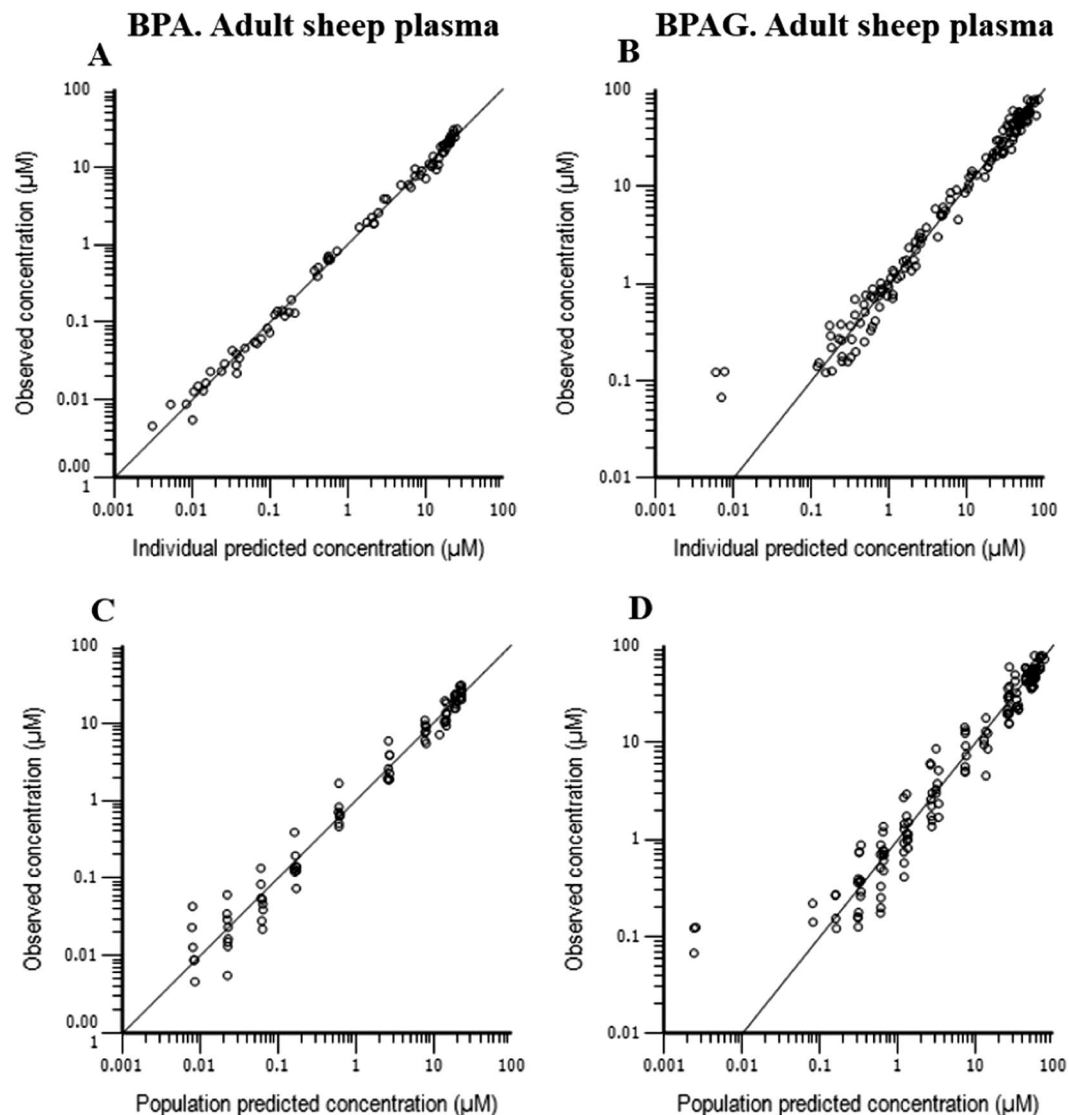 BPA. Adult sheep plasma
BPAG. Adult sheep plasma
A
100
10
1
0.1
0.01
0.00
1
Observed concentration (µM)
0.001 0.01 0.1 1 10 100
Individual predicted concentration (µM)
B
100
10
1
0.1
0.01
Observed concentration (µM)
0.001 0.01 0.1 1 10 100
Individual predicted concentration (µM)
C
100
10
1
0.1
0.01
0.00
1
Observed concentration (µM)
0.001 0.01 0.1 1 10 100
Population predicted concentration (µM)
D
100
10
1
0.1
0.01
Observed concentration (µM)
0.001 0.01 0.1 1 10 100
Population predicted concentration (µM)